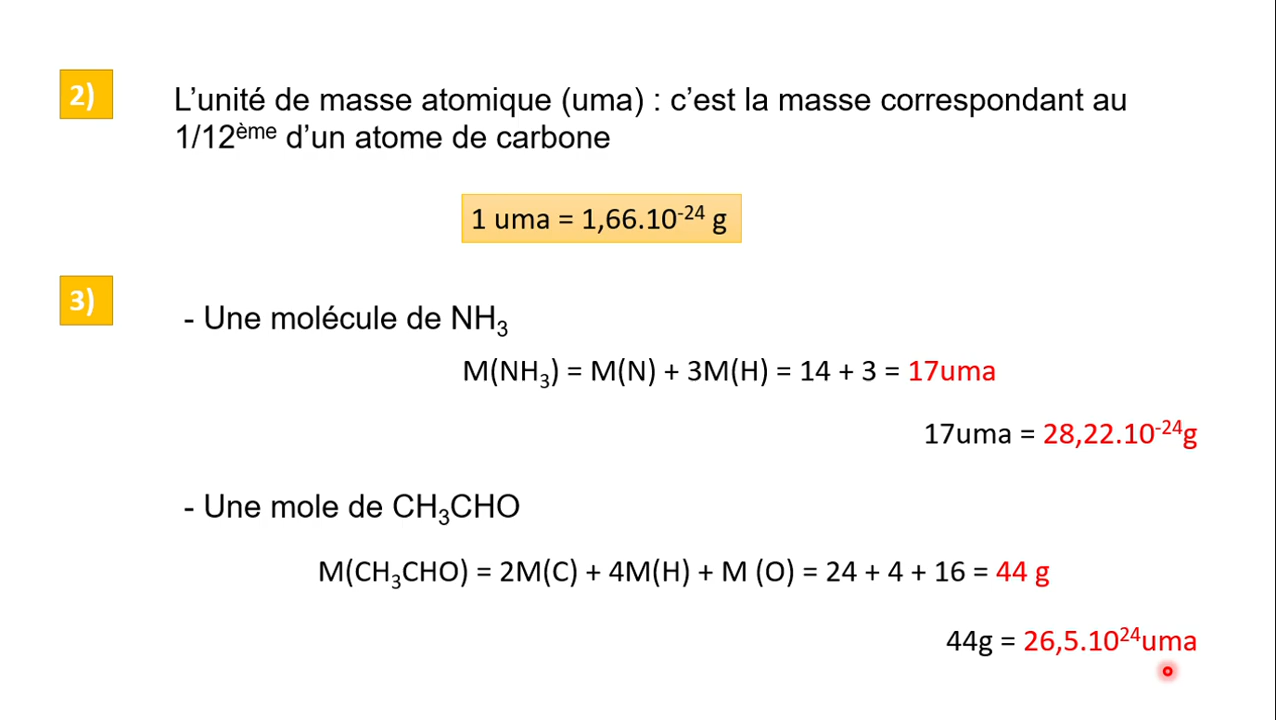 2)
L’unité de masse atomique (uma) : c’est la masse correspondant au
1/12ème d’un atome de carbone
1 uma = 1,66.10⁻²⁴ g
3)
- Une molécule de NH₃
M(NH₃) = M(N) + 3M(H) = 14 + 3 = 17uma
17uma = 28,22.10⁻²⁴g
- Une mole de CH₃CHO
M(CH₃CHO) = 2M(C) + 4M(H) + M (O) = 24 + 4 + 16 = 44 g
44g = 26,5.10²⁴uma